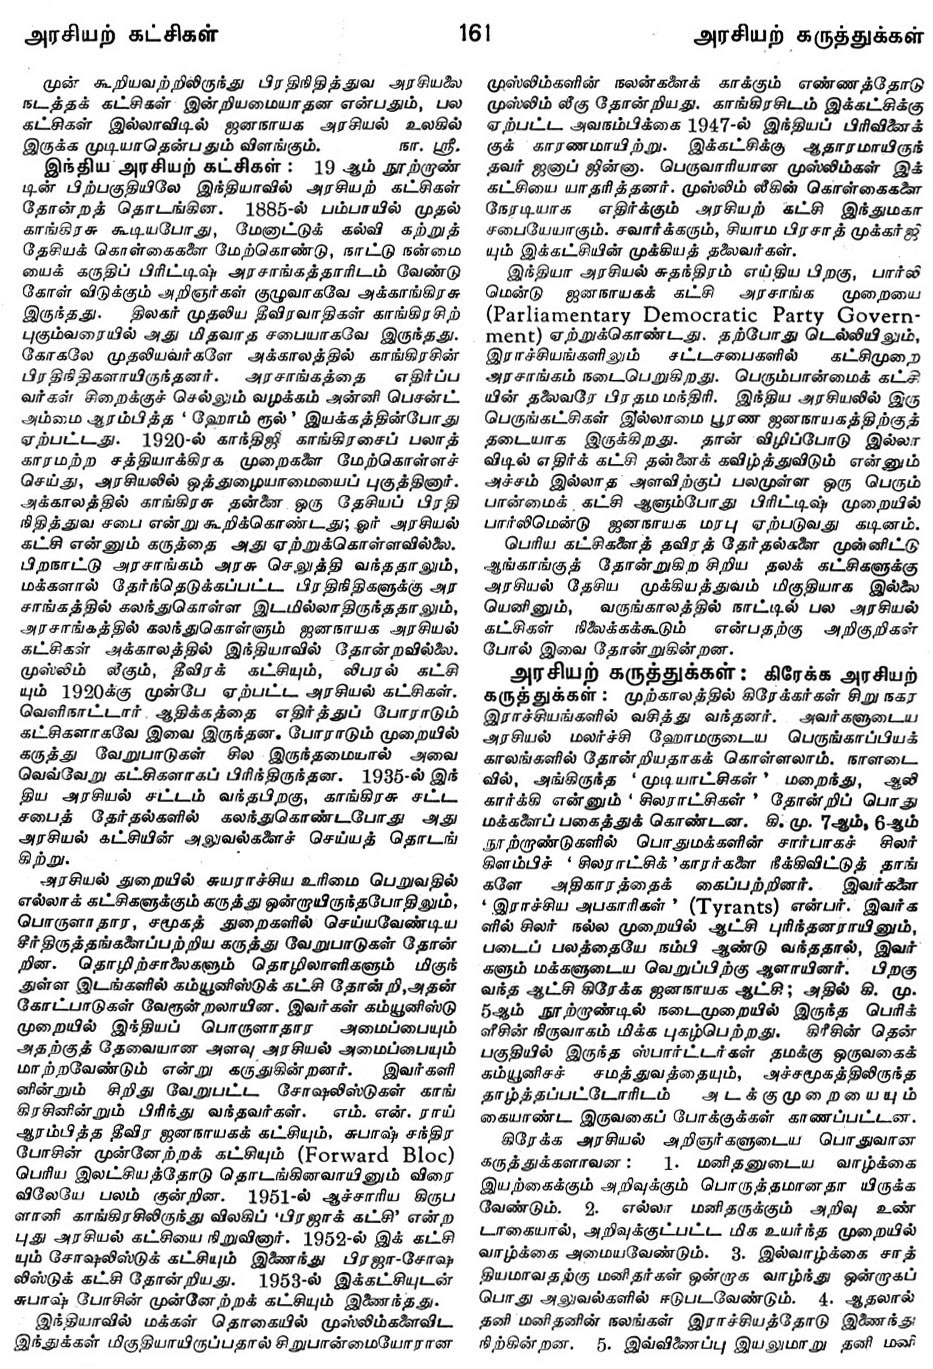 அரசியற் கட்சிகள்
161
அரசியற் கருத்துக்கள்
முன் கூறியவற்றிலிருந்து பிரதிநிதித்துவ அரசியலை
நடத்தக் கட்சிகள் இன்றியமையாதன என்பதும், பல
கட்சிகள் இல்லாவிடில் ஜனநாயக அரசியல் உலகில்
இருக்க முடியாதென்பதும் விளங்கும். நா. ஸ்ரீ.
இந்திய அரசியற் கட்சிகள் : 19 ஆம் நூற்றுண்
டின் பிற்பகுதியிலே இந்தியாவில் அரசியற் கட்சிகள்
தோன்றத் தொடங்கின. 1885-ல் பம்பாயில் முதல்
காங்கிரசு கூடியபோது, மேனாட்டுக் கல்வி கற்றுத்
தேசியக் கொள்கைகளை மேற்கொண்டு, நாட்டு நன்மை
யைக் கருதிப் பிரிட்டிஷ் அரசாங்கத்தாரிடம் வேண்டு
கோள் விடுக்கும் அறிஞர்கள் குழுவாகவே அக்காங்கிரசு
இருந்தது. திலகர் முதலிய தீவிரவாதிகள் காங்கிரசிற்
புகும்வரையில் அது மிதவாத சபையாகவே இருந்தது.
கோகலே முதலியவர்களே அக்காலத்தில் காங்கிரசின்
பிரதிநிதிகளாயிருந்தனர். அரசாங்கத்தை எதிர்ப்ப
வர்கள் சிறைக்குச் செல்லும் வழக்கம் அன்னி பெசன்ட்
அம்மை ஆரம்பித்த ‘ ஹோம் ரூல் ’ இயக்கத்தின்போது
ஏற்பட்டது. 1920-ல் காந்திஜி காங்கிரசைப் பலாத்
காரமற்ற சத்தியாக்கிரக முறைகளை மேற்கொள்ளச்
செய்து, அரசியலில் ஒத்துழையாமையைப் புகுத்தினார்.
அக்காலத்தில் காங்கிரசு தன்னை ஒரு தேசியப் பிரதி
நிதித்துவ சபை என்று கூறிக்கொண்டது; ஓர் அரசியல்
கட்சி என்னும் கருத்தை அது ஏற்றுக்கொள்ளவில்லை.
பிறநாட்டு அரசாங்கம் அரசு செலுத்தி வந்ததாலும்,
மக்களால் தேர்ந்தெடுக்கப்பட்ட பிரதிநிதிகளுக்கு அர
சாங்கத்தில் கலந்துகொள்ள இடமில்லாதிருந்ததாலும்,
அரசாங்கத்தில் கலந்துகொள்ளும் ஜனநாயக அரசியல்
கட்சிகள் அக்காலத்தில் இந்தியாவில் தோன்றவில்லை.
முஸ்லிம் லீகும், தீவிரக் கட்சியும், லிபரல் கட்சி
யும் 1920க்கு முன்பே ஏற்பட்ட அரசியல் கட்சிகள்.
வெளிநாட்டார் ஆதிக்கத்தை எதிர்த்துப் போராடும்
கட்சிகளாகவே இவை இருந்தன. போராடும் முறையில்
கருத்து வேறுபாடுகள் சில இருந்தமையால் அவை
வெவ்வேறு கட்சிகளாகப் பிரிந்திருந்தன. 1935-ல் இந்
திய அரசியல் சட்டம் வந்தபிறகு, காங்கிரசு சட்ட
சபைத் தேர்தல்களில் கலந்துகொண்டபோது அது
அரசியல் கட்சியின் அலுவல்களைச் செய்யத் தொடங்
கிற்று.
அரசியல் துறையில் சுயராச்சிய உரிமை பெறுவதில்
எல்லாக் கட்சிகளுக்கும் கருத்து ஒன்றாயிருந்தபோதிலும்,
பொருளாதார, சமூகத் துறைகளில் செய்யவேண்டிய
சீர்திருத்தங்களைப்பற்றிய கருத்து வேறுபாடுகள் தோன்
றின. தொழிற்சாலைகளும் தொழிலாளிகளும் மிகுந்
துள்ள இடங்களில் கம்யூனிஸ்டுக் கட்சி தோன்றி,அதன்
கோட்பாடுகள் வேரூன்றலாயின. இவர்கள் கம்யூனிஸ்டு
முறையில் இந்தியப் பொருளாதார அமைப்பையும்
அதற்குத் தேவையான அளவு அரசியல் அமைப்பையும்
மாற்றவேண்டும் என்று கருதுகின்றனர். இவர்களி
னின்றும் சிறிது வேறுபட்ட சோஷலிஸ்டுகள் காங்
கிரசினின்றும் பிரிந்து வந்தவர்கள். எம். என். ராய்
ஆரம்பித்த தீவிர ஜனநாயகக் கட்சியும், சுபாஷ் சந்திர
போசின் முன்னேற்றக் கட்சியும் (Forward Bloc)
பெரிய இலட்சியத்தோடு தொடங்கினவாயினும் விரை
விலேயே பலம் குன்றின. 1951-ல் ஆச்சாரிய கிருப
ளானி காங்கிரசிலிருந்து விலகிப் ‘பிரஜாக் கட்சி’ என்ற
புது அரசியல் கட்சியை நிறுவினார். 1952-ல் இக் கட்சி
யும் சோஷலிஸ்டுக் கட்சியும் இணைந்து பிரஜா-சோஷ
லிஸ்டுக் கட்சி தோன்றியது. 1953-ல் இக்கட்சியுடன்
சுபாஷ் போசின் முன்னேற்றக் கட்சியும் இணைந்தது.
இந்தியாவில் மக்கள் தொகையில் முஸ்லிம்களைவிட
இந்துக்கள் மிகுதியாயிருப்பதால் சிறுபான்மையோரான
முஸ்லிம்களின் நலன்களைக் காக்கும் எண்ணத்தோடு
முஸ்லிம் லீகு தோன்றியது. காங்கிரசிடம் இக்கட்சிக்கு
ஏற்பட்ட அவநம்பிக்கை 1947-ல் இந்தியப் பிரிவினைக்
குக் காரணமாயிற்று. இக்கட்சிக்கு ஆதாரமாயிருந்
தவர் ஜனாப் ஜின்னா. பெருவாரியான முஸ்லிம்கள் இக்
கட்சியை யாதரித்தனர். முஸ்லிம் லீகின் கொள்கைகளை
நேரடியாக எதிர்க்கும் அரசியற் கட்சி இந்துமகா
சபையேயாகும். சவார்க்கரும், சியாம பிரசாத் முக்கர்ஜி
யும் இக்கட்சியின் முக்கியத் தலைவர்கள்.
இந்தியா அரசியல் சுதந்திரம் எய்திய பிறகு, பார்லி
மென்டு ஜனநாயகக் கட்சி அரசாங்க முறையை
(Parliamentary Democratic Party Govern-
ment) ஏற்றுக்கொண்டது. தற்போது டெல்லியிலும்,
இராச்சியங்களிலும் சட்டசபைகளில் கட்சிமுறை
அரசாங்கம் நடைபெறுகிறது. பெரும்பான்மைக் கட்சி
யின் தலைவரே பிரதம மந்திரி. இந்திய அரசியலில் இரு
பெருங்கட்சிகள் இல்லாமை பூரண ஜனநாயகத்திற்குத்
தடையாக இருக்கிறது. தான் விழிப்போடு இல்லா
விடில் எதிர்க் கட்சி தன்னைக் கவிழ்த்துவிடும் என்னும்
அச்சம் இல்லாத அளவிற்குப் பலமுள்ள ஒரு பெரும்
பான்மைக் கட்சி ஆளும்போது பிரிட்டிஷ் முறையில்
பார்லிமென்டு ஜனநாயக மரபு ஏற்படுவது கடினம்.
பெரிய கட்சிகளைத் தவிரத் தேர்தல்களை முன்னிட்டு
ஆங்காங்குத் தோன்றுகிற சிறிய தலக் கட்சிகளுக்கு
அரசியல் தேசிய முக்கியத்துவம் மிகுதியாக இல்லை
யெனினும், வருங்காலத்தில் நாட்டில் பல அரசியல்
கட்சிகள் நிலைக்கக்கூடும் என்பதற்கு அறிகுறிகள்
போல் இவை தோன்றுகின்றன.
அரசியற் கருத்துக்கள் : கிரேக்க அரசியற்
கருத்துக்கள் : முற்காலத்தில் கிரேக்கர்கள் சிறு நகர
இராச்சியங்களில் வசித்து வந்தனர். அவர்களுடைய
அரசியல் மலர்ச்சி ஹோமருடைய பெருங்காப்பியக்
காலங்களில் தோன்றியதாகக் கொள்ளலாம். நாளடை
வில், அங்கிருந்த ‘ முடியாட்சிகள் ’ மறைந்து, ஆலி
கார்க்கி என்னும் ‘ சிலராட்சிகள் ’ தோன்றிப் பொது
மக்களைப் பகைத்துக் கொண்டன. கி. மு. 7ஆம், 6-ஆம்
நூற்றுண்டுகளில் பொதுமக்களின் சார்பாகச் சிலர்
கிளம்பிச் ‘ சிலராட்சிக் ’காரர்களை நீக்கிவிட்டுத் தாங்
களே அதிகாரத்தைக் கைப்பற்றினர். இவர்களை
‘ இராச்சிய அபகாரிகள் ’ (Tyrants) என்பர். இவர்க
ளில் சிலர் நல்ல முறையில் ஆட்சி புரிந்தனராயினும்,
படைப் பலத்தையே நம்பி ஆண்டு வந்ததால், இவர்
களும் மக்களுடைய வெறுப்பிற்கு ஆளாயினர். பிறகு
வந்த ஆட்சி கிரேக்க ஜனநாயக ஆட்சி ; அதில் கி. மு.
5ஆம் நூற்றுண்டில் நடைமுறையில் இருந்த பெரிக்
ளீசின் நிருவாகம் மிக்க புகழ்பெற்றது. கிரீசின் தென்
பகுதியில் இருந்த ஸ்பார்ட்டர்கள் தமக்கு ஒருவகைக்
கம்யூனிசச் சமத்துவத்தையும், அச்சமூகத்திலிருந்த
தாழ்த்தப்பட்டோரிடம் அடக்குமுறையையும்
கையாண்ட இருவகைப் போக்குக்கள் காணப்பட்டன.
கிரேக்க அரசியல் அறிஞர்களுடைய பொதுவான
கருத்துக்களாவன : 1. மனிதனுடைய வாழ்க்கை
இயற்கைக்கும் அறிவுக்கும் பொருத்தமானதா யிருக்க
வேண்டும். 2. எல்லா மனிதருக்கும் அறிவு உண்
டாகையால், அறிவுக்குட்பட்ட மிக உயர்ந்த முறையில்
வாழ்க்கை அமையவேண்டும். 3. இல்வாழ்க்கை சாத்
தியமாவதற்கு மனிதர்கள் ஒன்றாக வாழ்ந்து ஒன்றாகப்
பொது அலுவல்களில் ஈடுபடவேண்டும். 4. ஆதலால்
தனி மனிதனின் நலங்கள் இராச்சியத்தோடு இணைந்து
நிற்கின்றன. 5. இவ்விணைப்பு இயலுமாறு தனி மனி